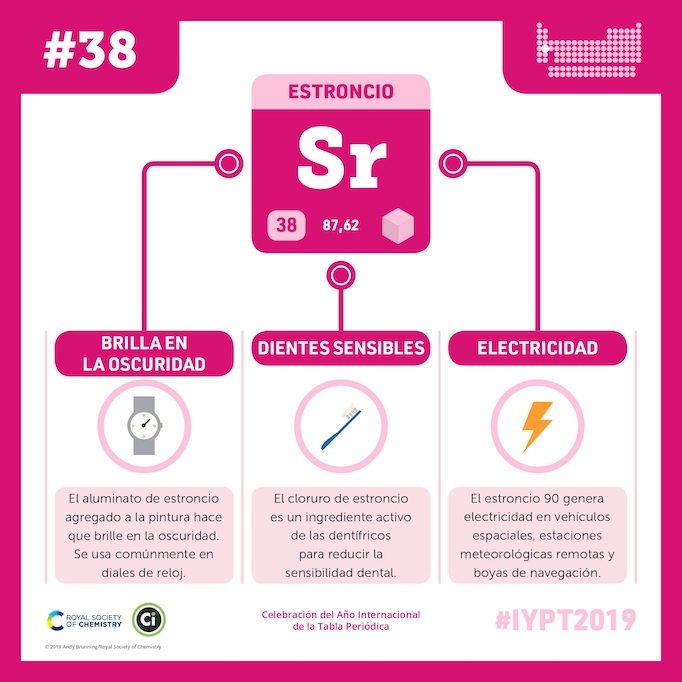 #38
ESTRONCIO
Sr
38
87,62
BRILLA EN
LA OSCURIDAD
El aluminato de estroncio
agregado a la pintura hace
que brille en la oscuridad.
Se usa comúnmente en
diales de reloj.
DIENTES SENSIBLES
El cloruro de estroncio
es un ingrediente activo
de las dentífricos
para reducir la
sensibilidad dental.
ELECTRICIDAD
El estroncio 90 genera
electricidad en vehículos
espaciales, estaciones
meteorológicas remotas y
boyas de navegación.
ROYAL SOCIETY
OF CHEMISTRY
Ci
© 2019 Andy Brunning/Royal Society of Chemistry
Celebración del Año Internacional
de la Tabla Periódica
#IYPT2019